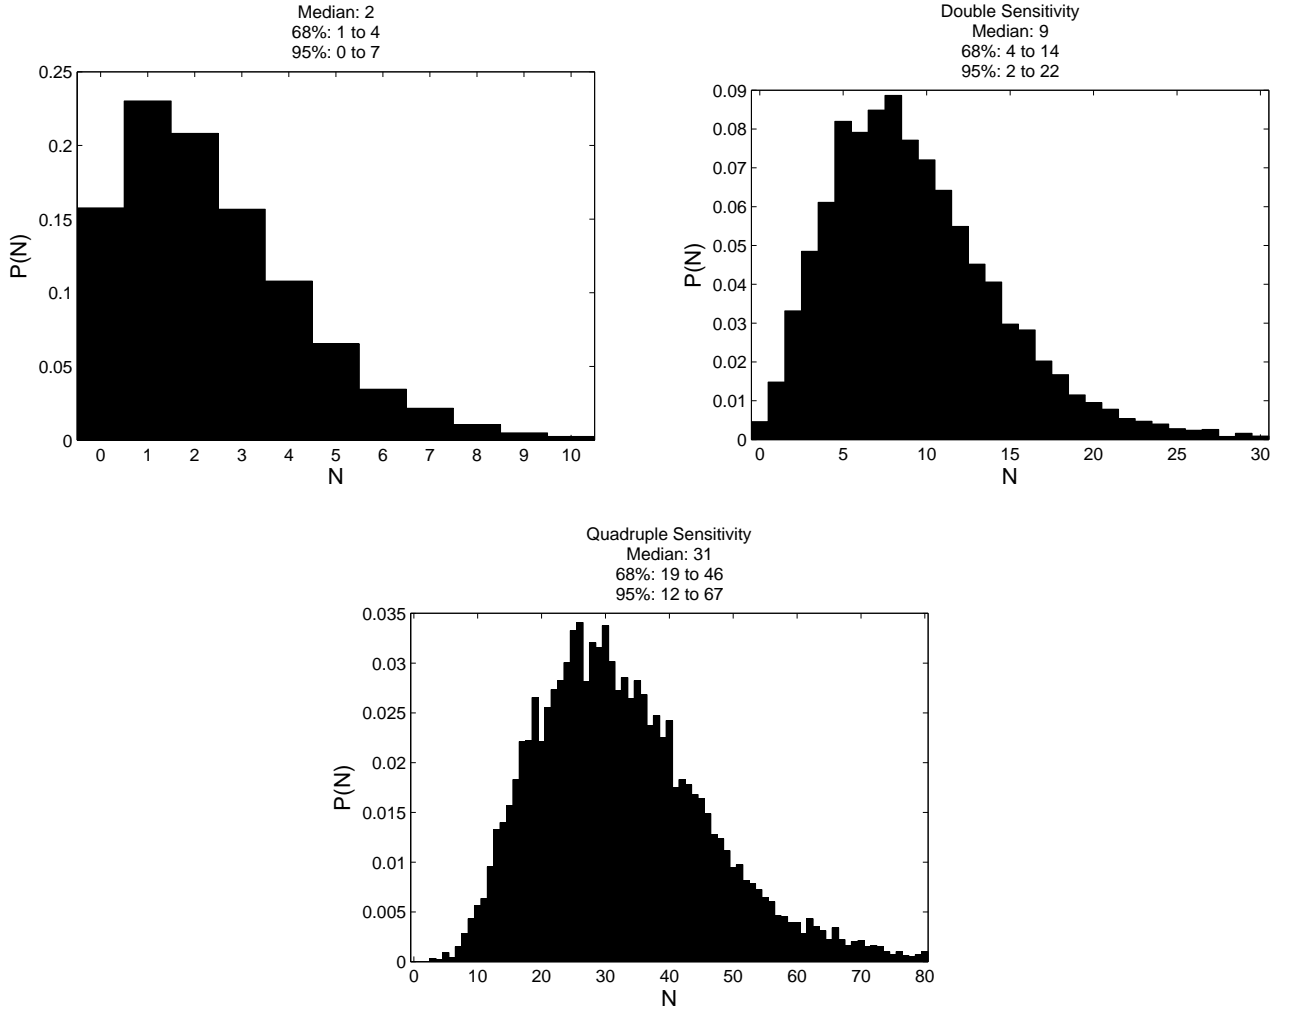 Median: 2
68%: 1 to 4
95%: 0 to 7
0.25
0.2
0.15
0.1
0.05
0
P(N)
0 1 2 3 4 5 6 7 8 9 10
N
Double Sensitivity
Median: 9
68%: 4 to 14
95%: 2 to 22
0.09
0.08
0.07
0.06
0.05
0.04
0.03
0.02
0.01
0
P(N)
0 5 10 15 20 25 30
N
Quadruple Sensitivity
Median: 31
68%: 19 to 46
95%: 12 to 67
0.035
0.03
0.025
0.02
0.015
0.01
0.005
0
P(N)
0 10 20 30 40 50 60 70 80
N